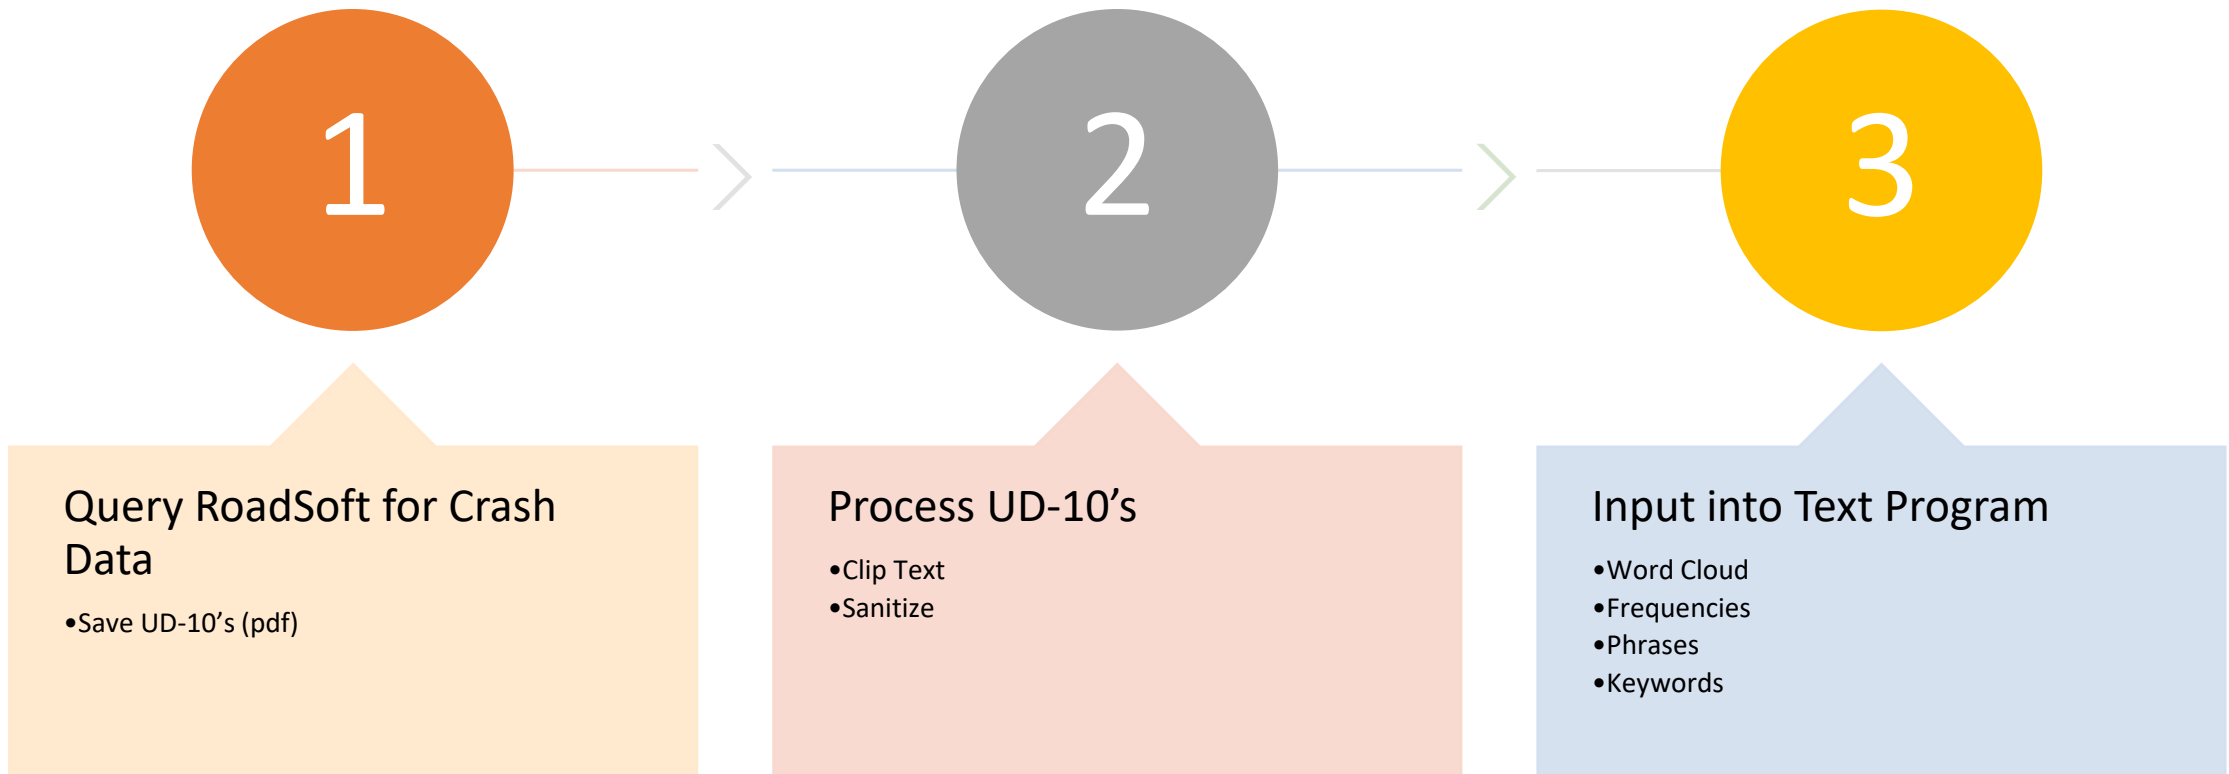 1
2
3
Query RoadSoft for Crash
Data
•Save UD-10’s (pdf)
Process UD-10’s
•Clip Text
•Sanitize
Input into Text Program
•Word Cloud
•Frequencies
•Phrases
•Keywords